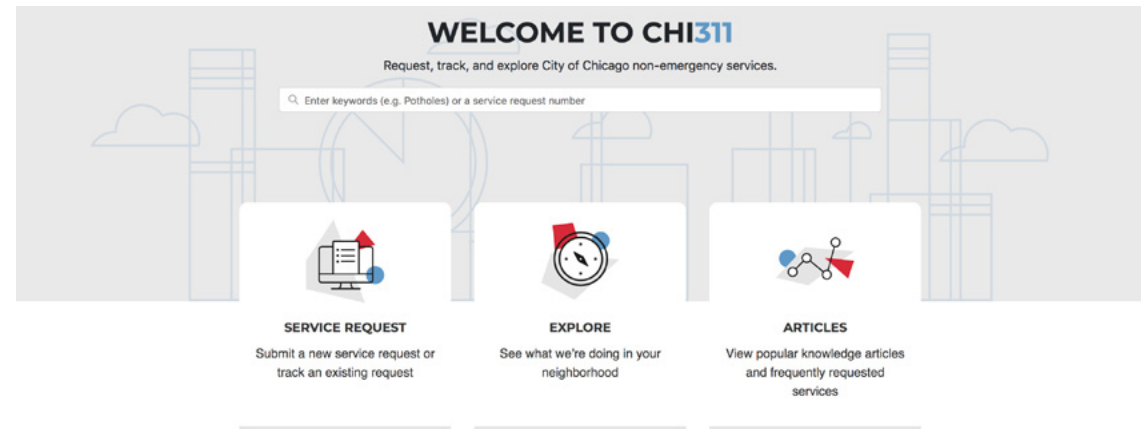 WELCOME TO CHI311
Request, track, and explore City of Chicago non-emergency services.
Enter keywords (e.g. Potholes) or a service request number
SERVICE REQUEST
Submit a new service request or
track an existing request
EXPLORE
See what we're doing in your
neighborhood
ARTICLES
View popular knowledge articles
and frequently requested
services